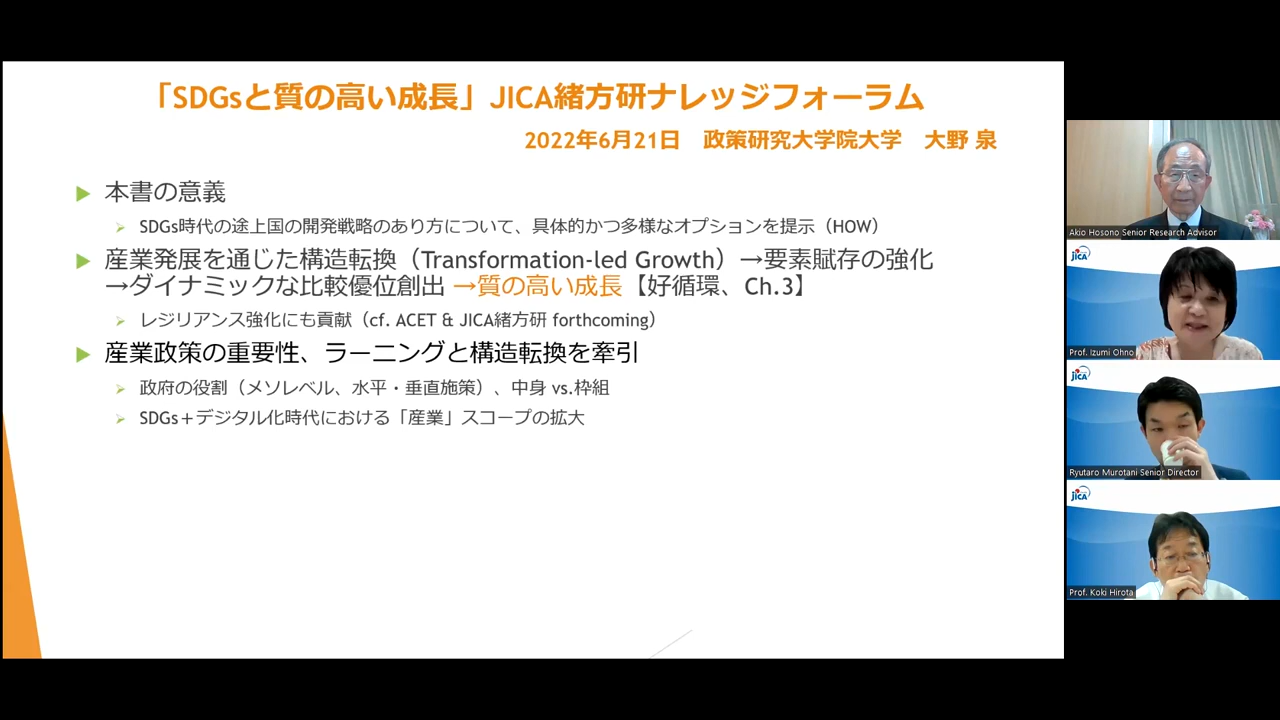 「SDGsと質の高い成長」JICA緒方研ナレッジフォーラム
2022年6月21日 政策研究大学院大学 大野 泉
本書の意義
SDGs時代の途上国の開発戦略のあり方について、具体的かつ多様なオプションを提示（HOW）
産業発展を通じた構造転換（Transformation-led Growth）→要素賦存の強化
→ダイナミックな比較優位創出 →質の高い成長【好循環、Ch.3】
レジリアンス強化にも貢献（cf. ACET & JICA緒方研 forthcoming）
産業政策の重要性、ラーニングと構造転換を牽引
政府の役割（メソレベル、水平・垂直施策）、中身 vs.枠組
SDGs＋デジタル化時代における「産業」スコープの拡大
Akio Hosono Senior Research Advisor
JICA
Prof. Izumi Ohno
JICA
Ryutaro Murotani Senior Director
JICA
Prof. Koki Hirota